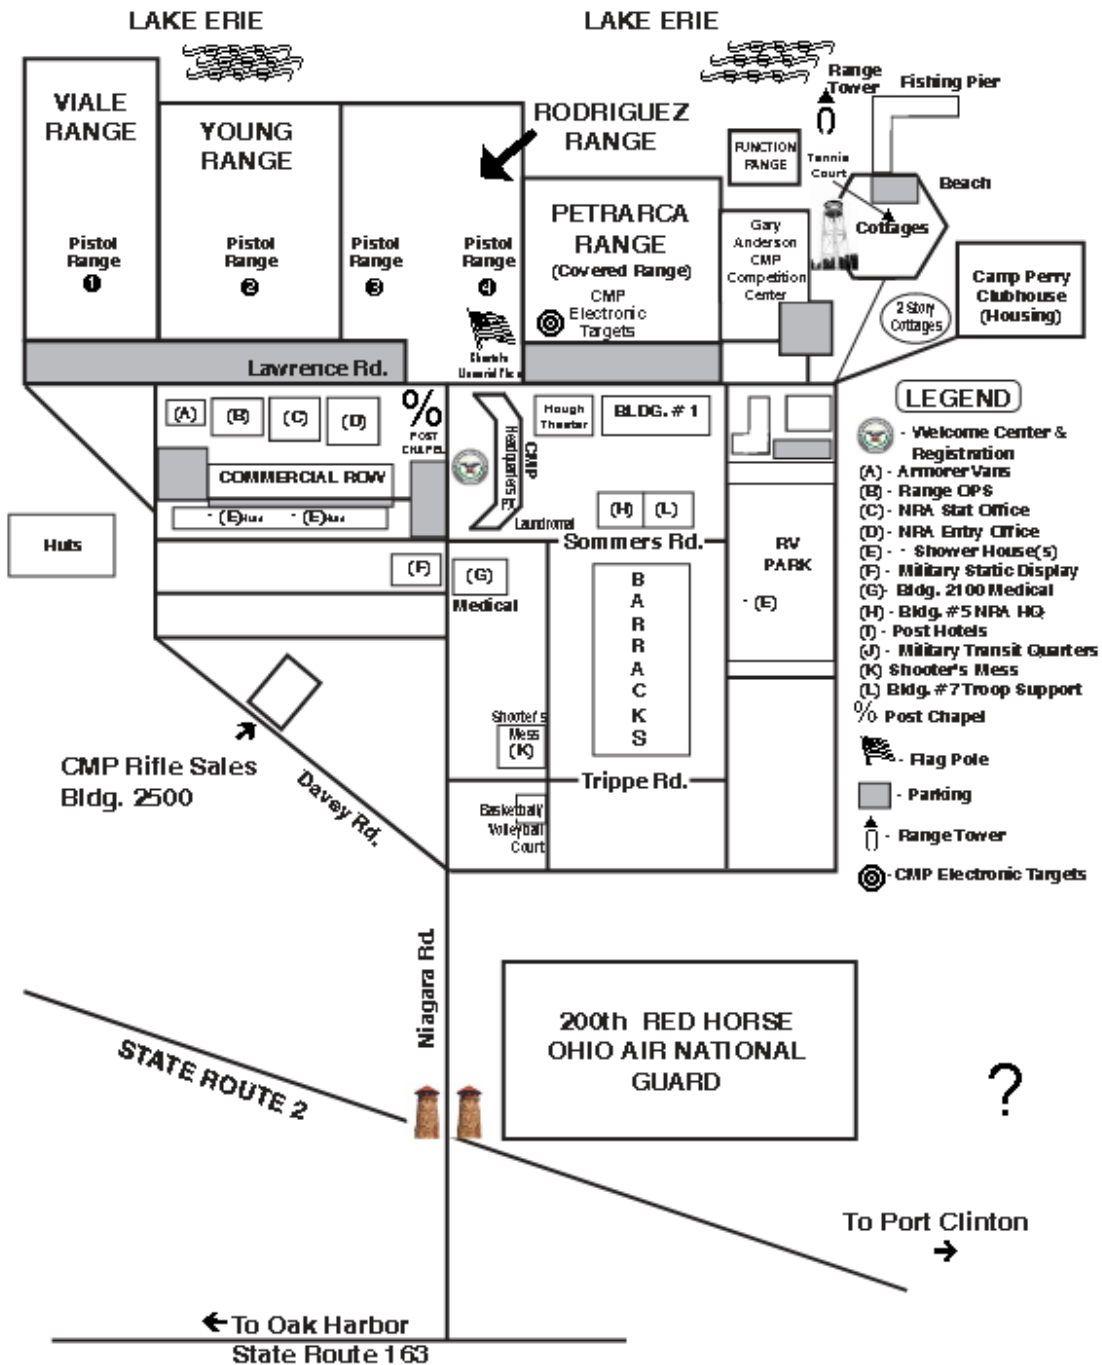 LAKE ERIE
LAKE ERIE
Range
Tower
Fishing Pier
VIALE
RANGE
YOUNG
RANGE
RODRIGUEZ
RANGE
FUNCTION
RANGE
Tennis
Court
Beach
Cottages
PETRARCA
RANGE
(Covered Range)
CMP
Electronic
Targets
Gary
Anderson
CMP
Competition
Center
Pistol
Range
1
Pistol
Range
2
Pistol
Range
3
Pistol
Range
4
Camp Perry
Clubhouse
(Housing)
2 Story
Cottages
Lawrence Rd.
(A)
(B)
(C)
(D)
%
POST
CHAPEL
COMMERCIAL ROW
- (E)
- (E)
CMP
Headquarters
Laundromat
Hough
Theater
BLDG. # 1
(H)
(L)
Sommers Rd.
Huts
(F)
(G)
Medical
BARRACKS
RV
PARK
- (E)
LEGEND
- Welcome Center &
Registration
(A) - Armorer Vans
(B) - Range OPS
(C) - NRA Stat Office
(D) - NRA Entry Office
(E) - - Shower House(s)
(F) - Military Static Display
(G) - Bldg. 2100 Medical
(H) - Bldg. #5 NRA HQ
(I) - Post Hotels
(J) - Military Transit Quarters
(K) Shooter's Mess
(L) Bldg. #7 Troop Support
% Post Chapel
- Flag Pole
- Parking
- Range Tower
- CMP Electronic Targets
Shooter's
Mess
(K)
CMP Rifle Sales
Bldg. 2500
Davey Rd.
Trippe Rd.
Basketball/
Volleyball
Court
Niagara Rd.
200th RED HORSE
OHIO AIR NATIONAL
GUARD
?
STATE ROUTE 2
To Port Clinton
To Oak Harbor
State Route 163